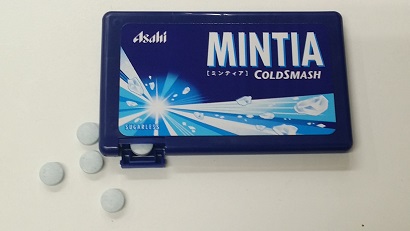 Asahi
MINTIA
[ミンティア] COLDSMASH
SUGARLESS